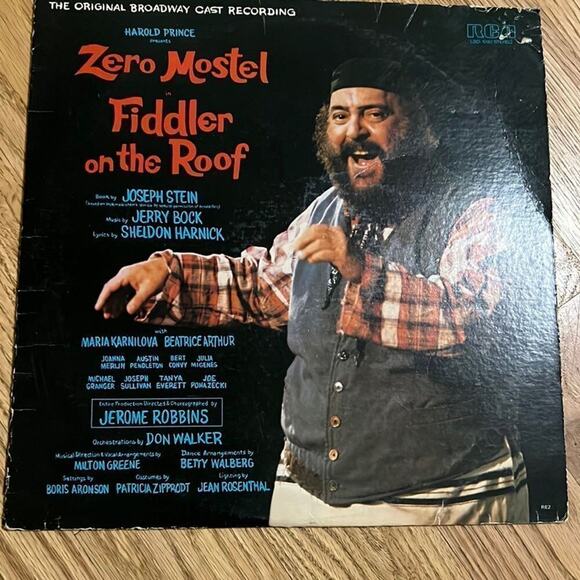 THE ORIGINAL BROADWAY CAST RECORDING
RCA
HAROLD PRINCE
presents
Zero Mostel
in
Fiddler
on the Roof
Book by JOSEPH STEIN
Music by JERRY BOCK
Lyrics by SHELDON HARNICK
with
MARIA KARNILOVA BEATRICE ARTHUR
JOANNA AUSTIN BERT JULIA
MERLIN PENDLETON CONVY MIGENES
MICHAEL JOSEPH TANYA JOE
GRANGER SULLIVAN EVERETT PONAZECKI
Entire Production Directed & Choreographed by
JEROME ROBBINS
Orchestrations by DON WALKER
Musical Direction & Vocal Arrangements by Dance Arrangements by
MILTON GREENE BETTY WALBERG
Settings by Costumes by Lighting by
BORIS ARONSON PATRICIA ZIPPRODT JEAN ROSENTHAL
RE2